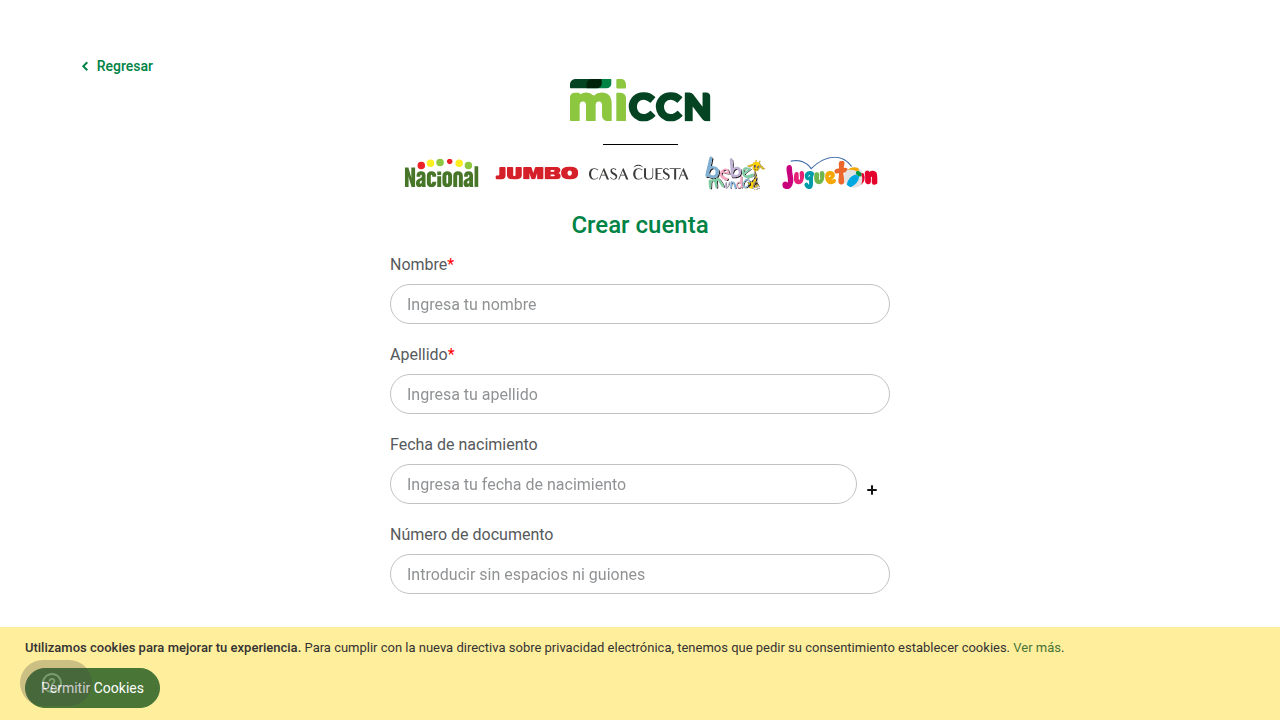 Regresar
miCCN
Nacional JUMBO CASA CUESTA bebé mundo Juguetón
Crear cuenta
Nombre*
Ingresa tu nombre
Apellido*
Ingresa tu apellido
Fecha de nacimiento
Ingresa tu fecha de nacimiento
+
Número de documento
Introducir sin espacios ni guiones
Utilizamos cookies para mejorar tu experiencia. Para cumplir con la nueva directiva sobre privacidad electrónica, tenemos que pedir su consentimiento establecer cookies. Ver más.
Permitir Cookies